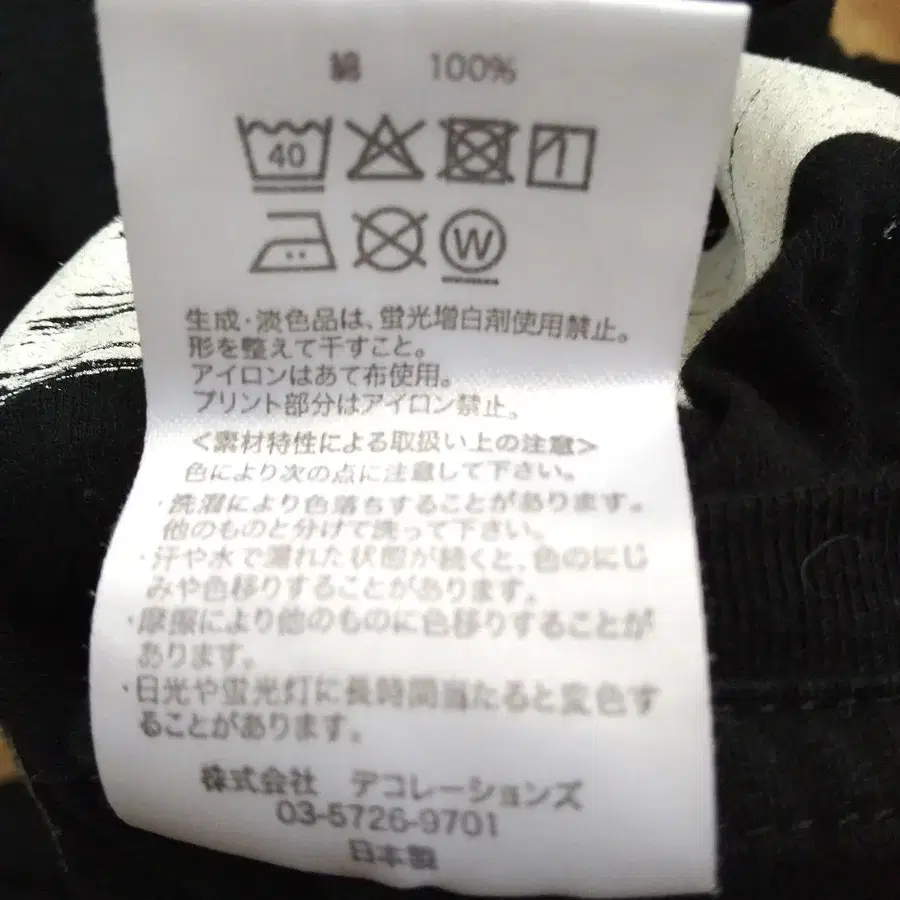 綿 100%
40
W
生成・淡色品は、蛍光増白剤使用禁止。
形を整えて干すこと。
アイロンはあて布使用。
プリント部分はアイロン禁止。
<素材特性による取扱い上の注意>
色により次の点に注意して下さい。
・洗濯により色落ちすることがあります。
他のものと分けて洗って下さい。
・汗や水で濡れた状態が続くと、色のにじ
みや色移りすることがあります。
・摩擦により他のものに色移りすることが
あります。
・日光や蛍光灯に長時間当たると変色す
ることがあります。
株式会社 デコレーションズ
03-5726-9701
日本製